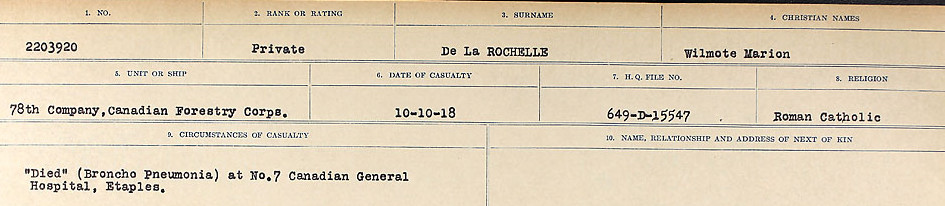 1. NO. 2. RANK OR RATING 3. SURNAME 4. CHRISTIAN NAMES
2203920 Private De La ROCHELLE Wilmote Marion
5. UNIT OR SHIP 6. DATE OF CASUALTY 7. H. Q. FILE NO. 8. RELIGION
78th Company,Canadian Forestry Corps. 10-10-18 649-D-15547 Roman Catholic
9. CIRCUMSTANCES OF CASUALTY 10. NAME, RELATIONSHIP AND ADDRESS OF NEXT OF KIN
"Died" (Broncho Pneumonia) at No.7 Canadian General
Hospital, Etaples.